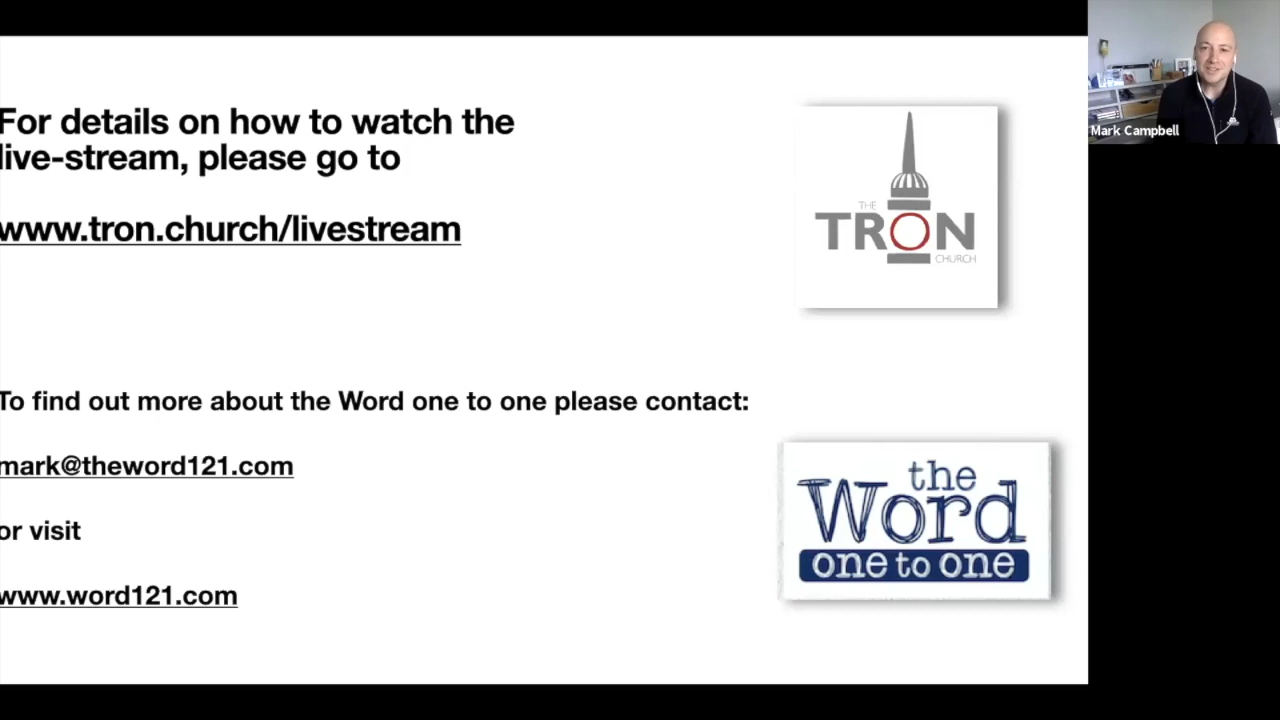 For details on how to watch the
live-stream, please go to
www.tron.church/livestream
THE
TRON
CHURCH
To find out more about the Word one to one please contact:
mark@theword121.com
or visit
www.word121.com
the
Word
one to one
Mark Campbell